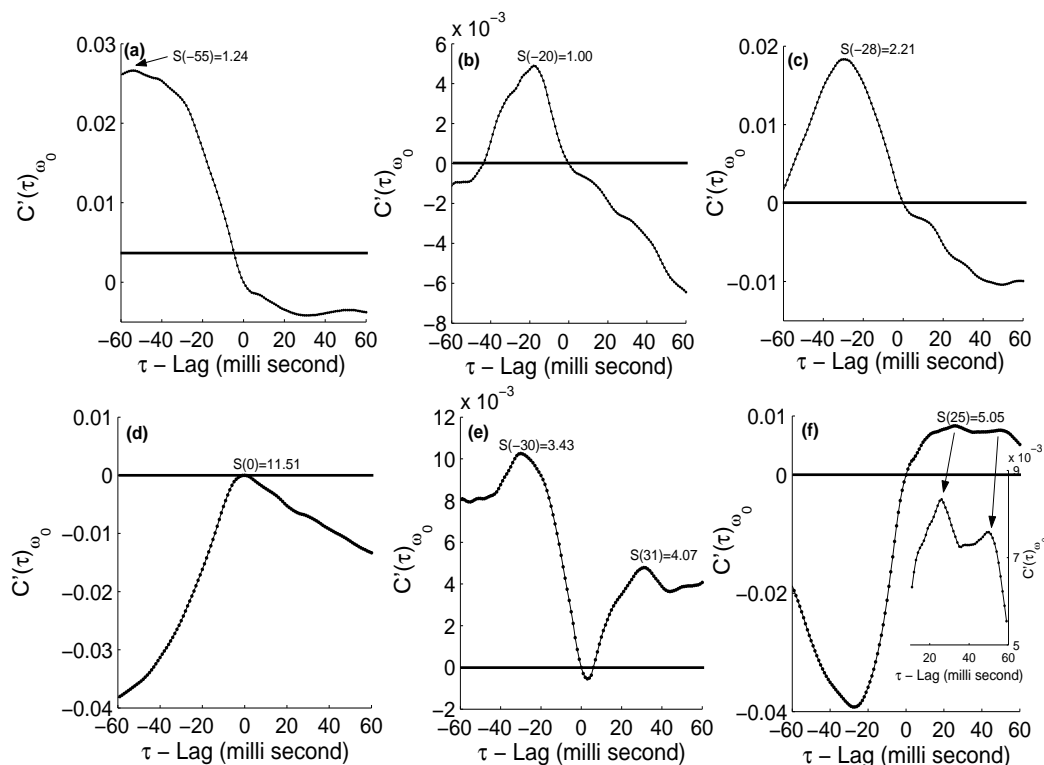 (a)
S(−55)=1.24
0.03
0.02
0.01
0
C'(τ)ω0
−60 −40 −20 0 20 40 60
τ − Lag (milli second)
x 10−3
(b)
S(−20)=1.00
6
4
2
0
−2
−4
−6
−8
C'(τ)ω0
−60 −40 −20 0 20 40 60
τ − Lag (milli second)
(c)
S(−28)=2.21
0.02
0.01
0
−0.01
C'(τ)ω0
−60 −40 −20 0 20 40 60
τ − Lag (milli second)
(d)
S(0)=11.51
0.01
0
−0.01
−0.02
−0.03
−0.04
C'(τ)ω0
−60 −40 −20 0 20 40 60
τ − Lag (milli second)
x 10−3
(e)
S(−30)=3.43
S(31)=4.07
12
10
8
6
4
2
0
−2
C'(τ)ω0
−60 −40 −20 0 20 40 60
τ − Lag (milli second)
(f)
S(25)=5.05
0.01
0
−0.02
−0.04
C'(τ)ω0
−60 −40 −20 0 20 40 60
τ − Lag (milli second)
x 10−3
9
7
5
C'(τ)ω0
20 40 60
τ − Lag (milli second)